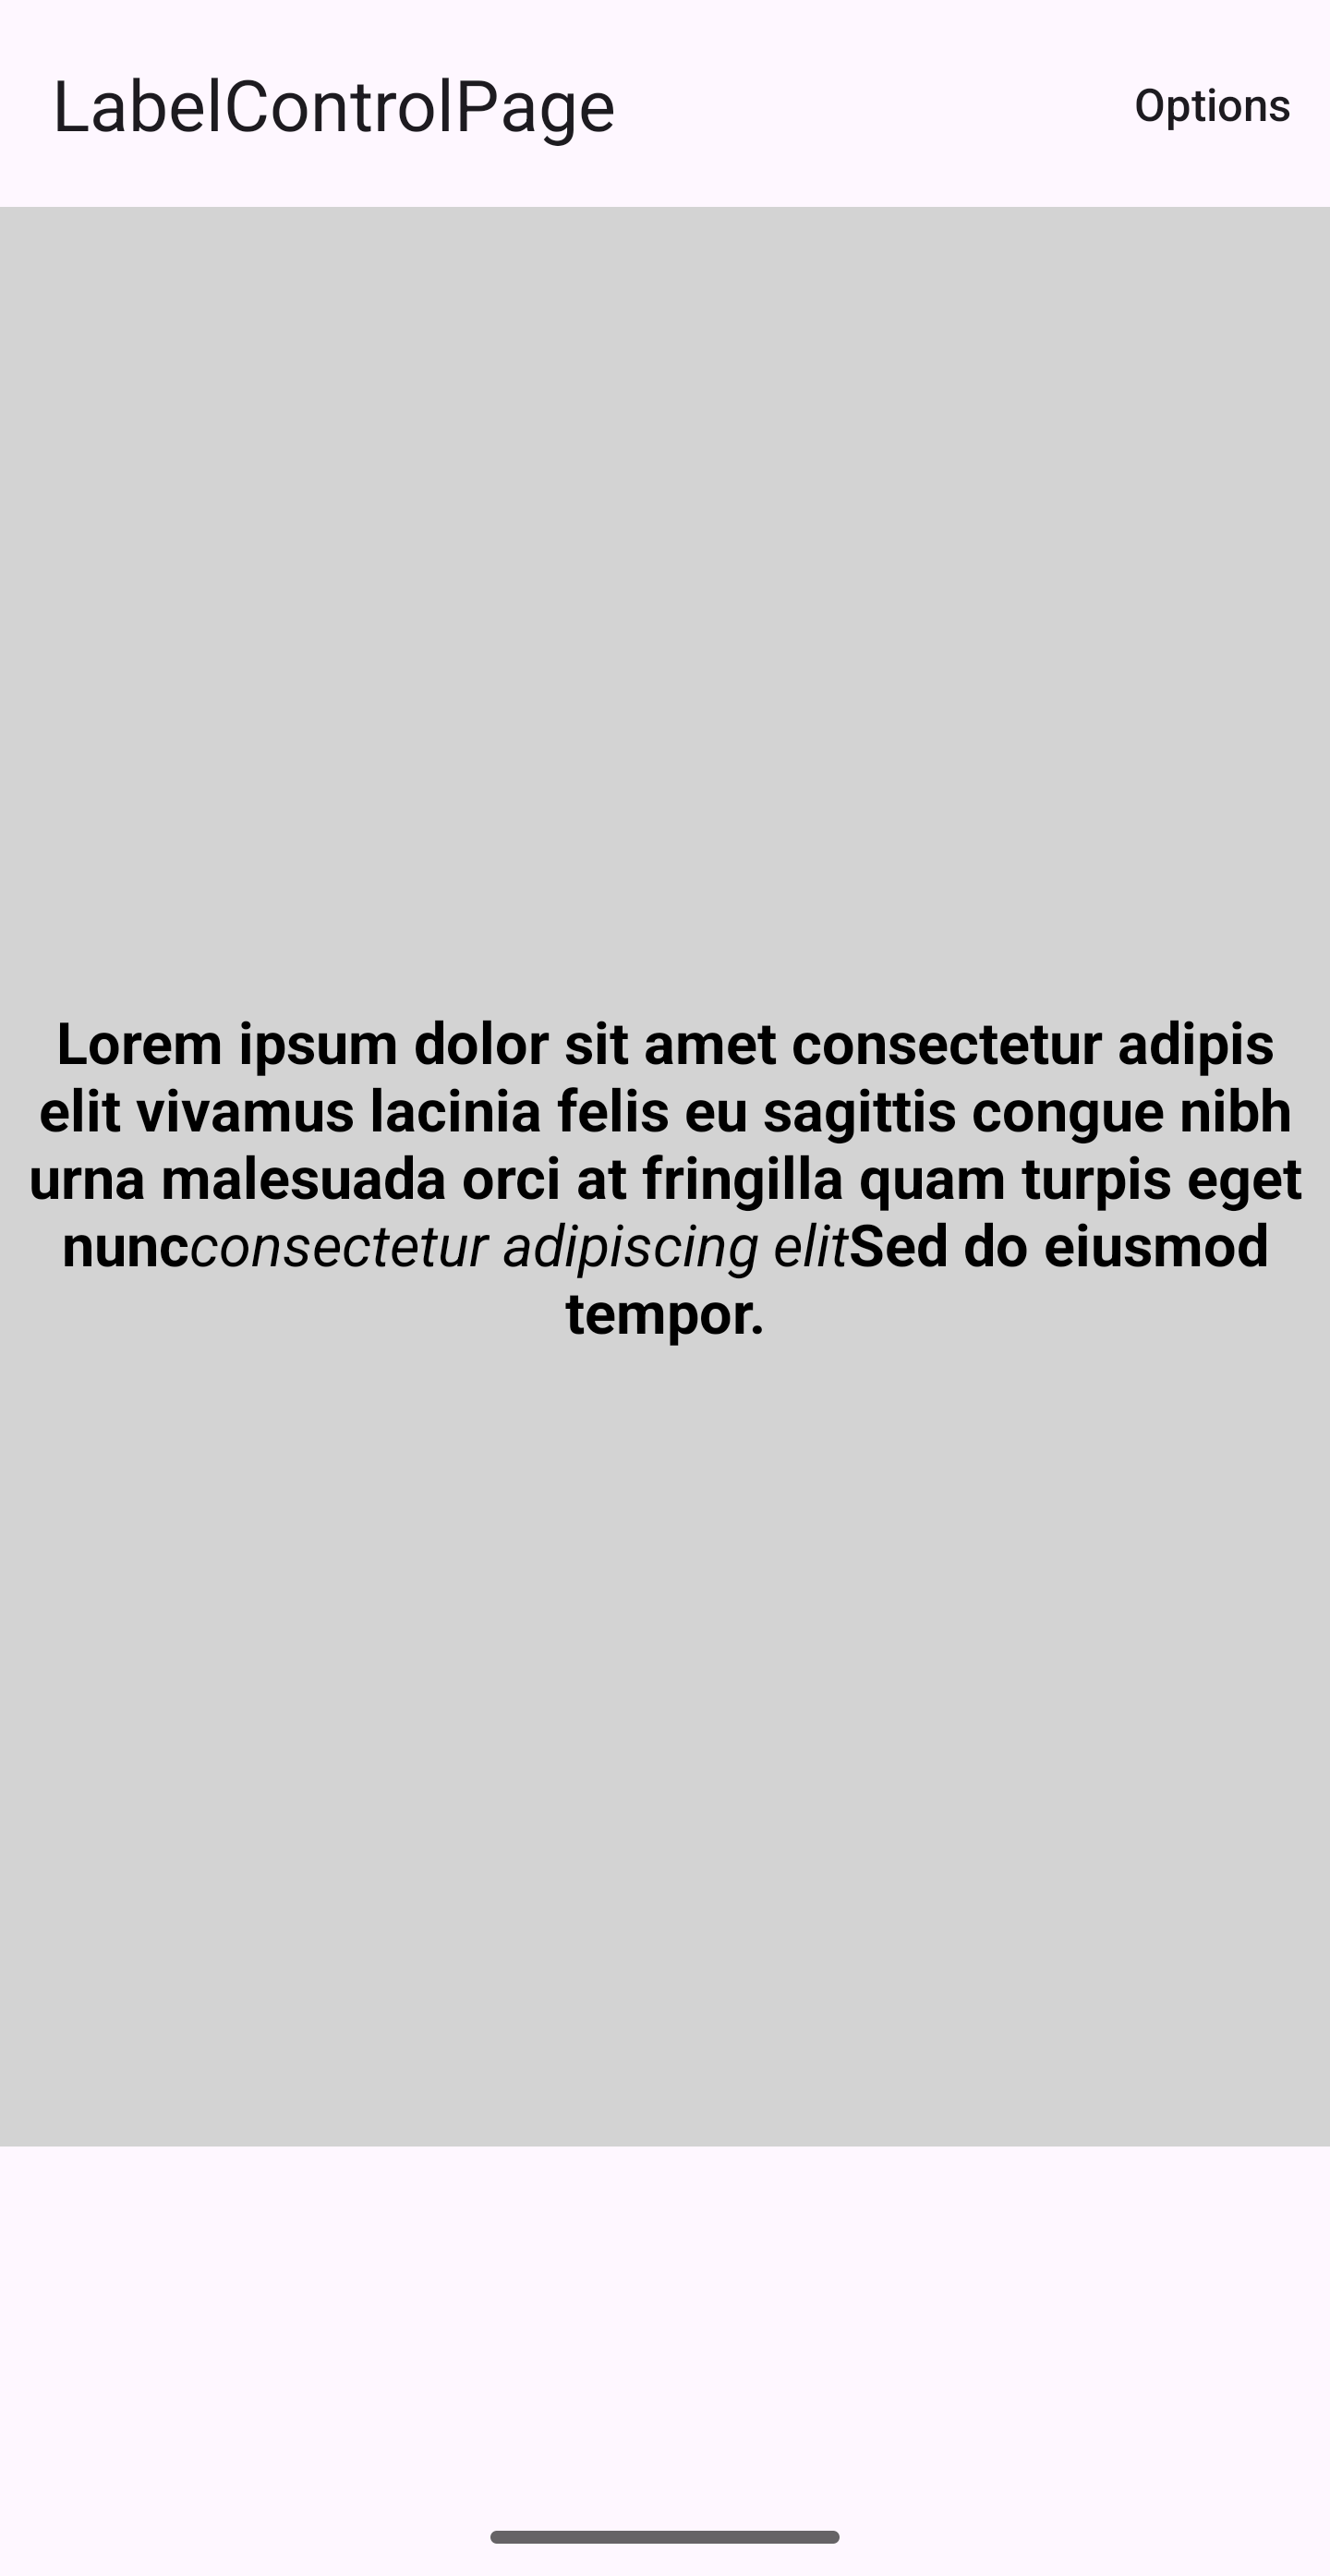 LabelControlPage
Options
Lorem ipsum dolor sit amet consectetur adipis
elit vivamus lacinia felis eu sagittis congue nibh
urna malesuada orci at fringilla quam turpis eget
nuncconsectetur adipiscing elitSed do eiusmod
tempor.